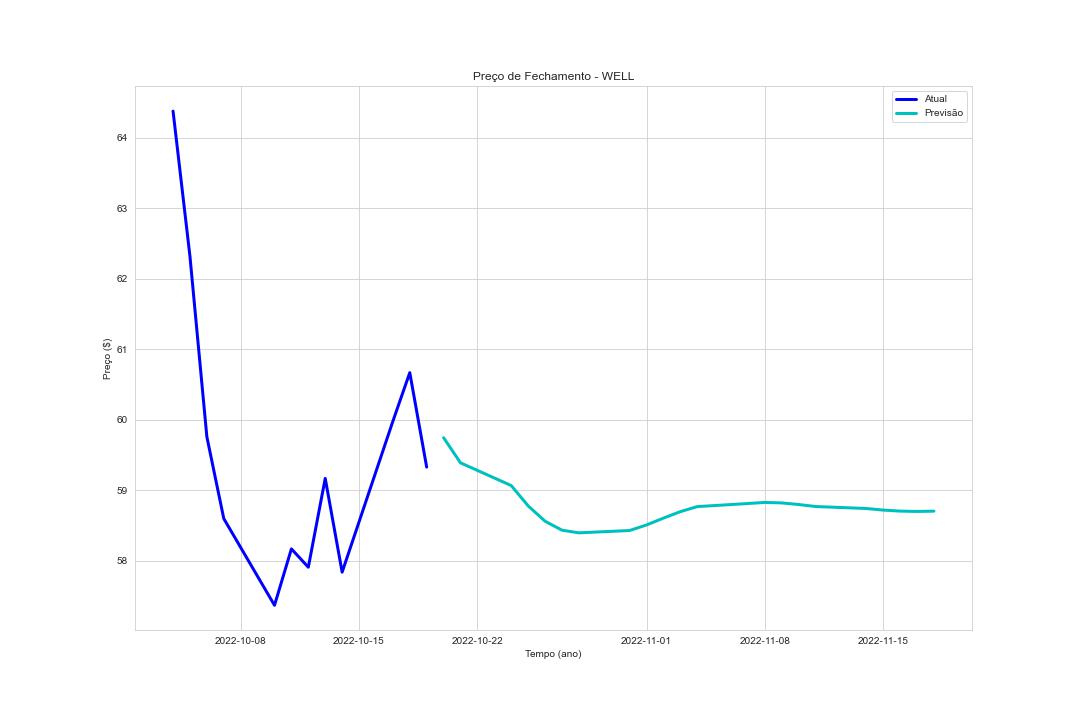 Preço de Fechamento - WELL
Atual
Previsão
64
63
62
61
60
59
58
Preço ($)
2022-10-08
2022-10-15
2022-10-22
2022-11-01
2022-11-08
2022-11-15
Tempo (ano)